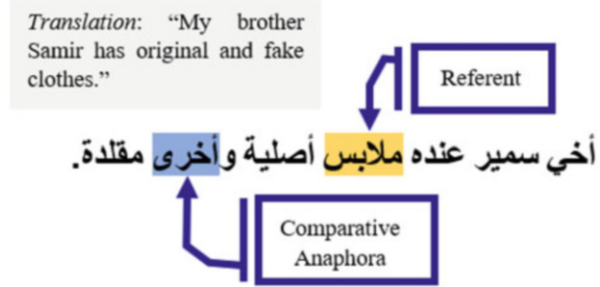 Translation: “My brother
Samir has original and fake
clothes.”
Referent
أخي سمير عنده ملابس أصلية وأخرى مقلدة.
Comparative
Anaphora